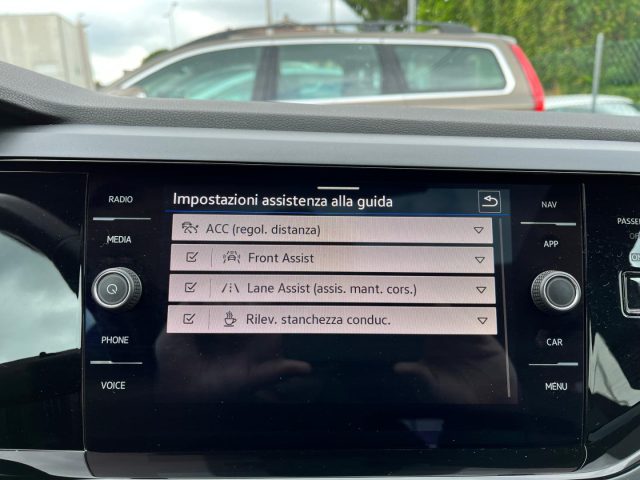 RADIO
MEDIA
PHONE
VOICE
Impostazioni assistenza alla guida
ACC (regol. distanza)
Front Assist
Lane Assist (assis. mant. cors.)
Rilev. stanchezza conduc.
NAV
APP
CAR
MENU
PASSE